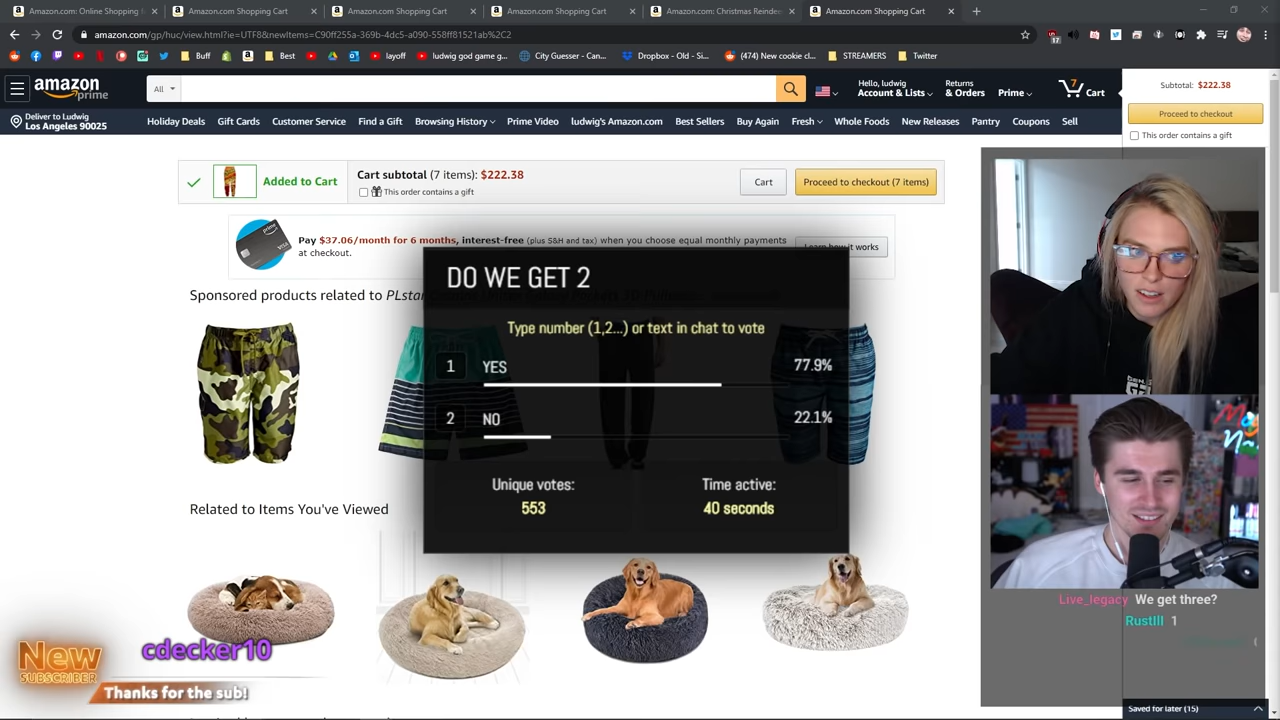 Amazon.com: Online Shopping
Amazon.com Shopping Cart
Amazon.com Shopping Cart
Amazon.com Shopping Cart
Amazon.com: Christmas Reindee
Amazon.com Shopping Cart
amazon.com/gp/huc/view.html?ie=UTF8&newItems=C90ff255a-369b-4dc5-a090-558ff81521ab%2C2
Buff
Best
layoff
ludwig god game g...
City Guesser - Can...
Dropbox - Old - Si...
(474) New cookie cl...
STREAMERS
Twitter
amazon prime
All
Hello, ludwig
Account & Lists
Returns
& Orders
Prime
7
Cart
Subtotal: $222.38
Proceed to checkout
This order contains a gift
Deliver to Ludwig
Los Angeles 90025
Holiday Deals Gift Cards Customer Service Find a Gift Browsing History Prime Video ludwig's Amazon.com Best Sellers Buy Again Fresh Whole Foods New Releases Pantry Coupons Sell
Added to Cart
Cart subtotal (7 items): $222.38
This order contains a gift
Cart
Proceed to checkout (7 items)
Pay $37.06/month for 6 months, interest-free (plus S&H and tax) when you choose equal monthly payments
at checkout.
Learn how it works
Sponsored products related to PLstar
DO WE GET 2
Type number (1,2...) or text in chat to vote
1 YES 77.9%
2 NO 22.1%
Unique votes:
553
Time active:
40 seconds
Related to Items You've Viewed
Live_legacy We get three?
RustIll 1
New
SUBSCRIBER
cdecker10
Thanks for the sub!
Saved for later (15)